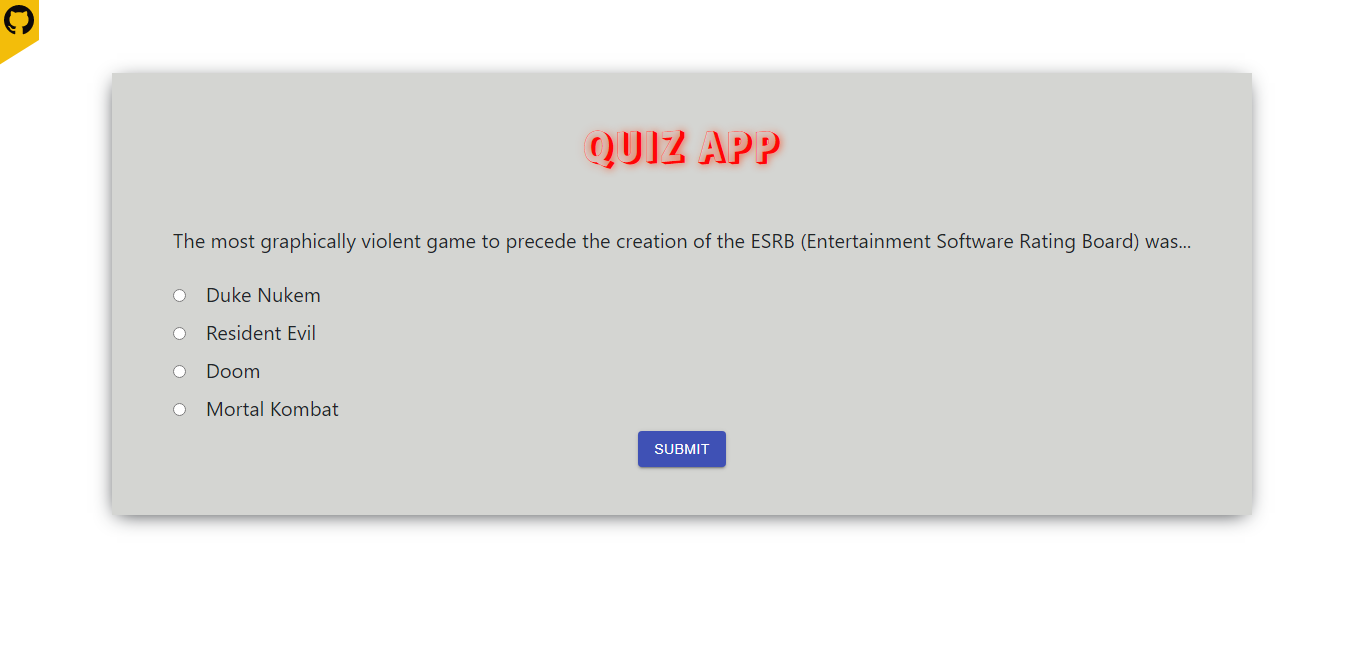 QUIZ APP
The most graphically violent game to precede the creation of the ESRB (Entertainment Software Rating Board) was...
Duke Nukem
Resident Evil
Doom
Mortal Kombat
SUBMIT